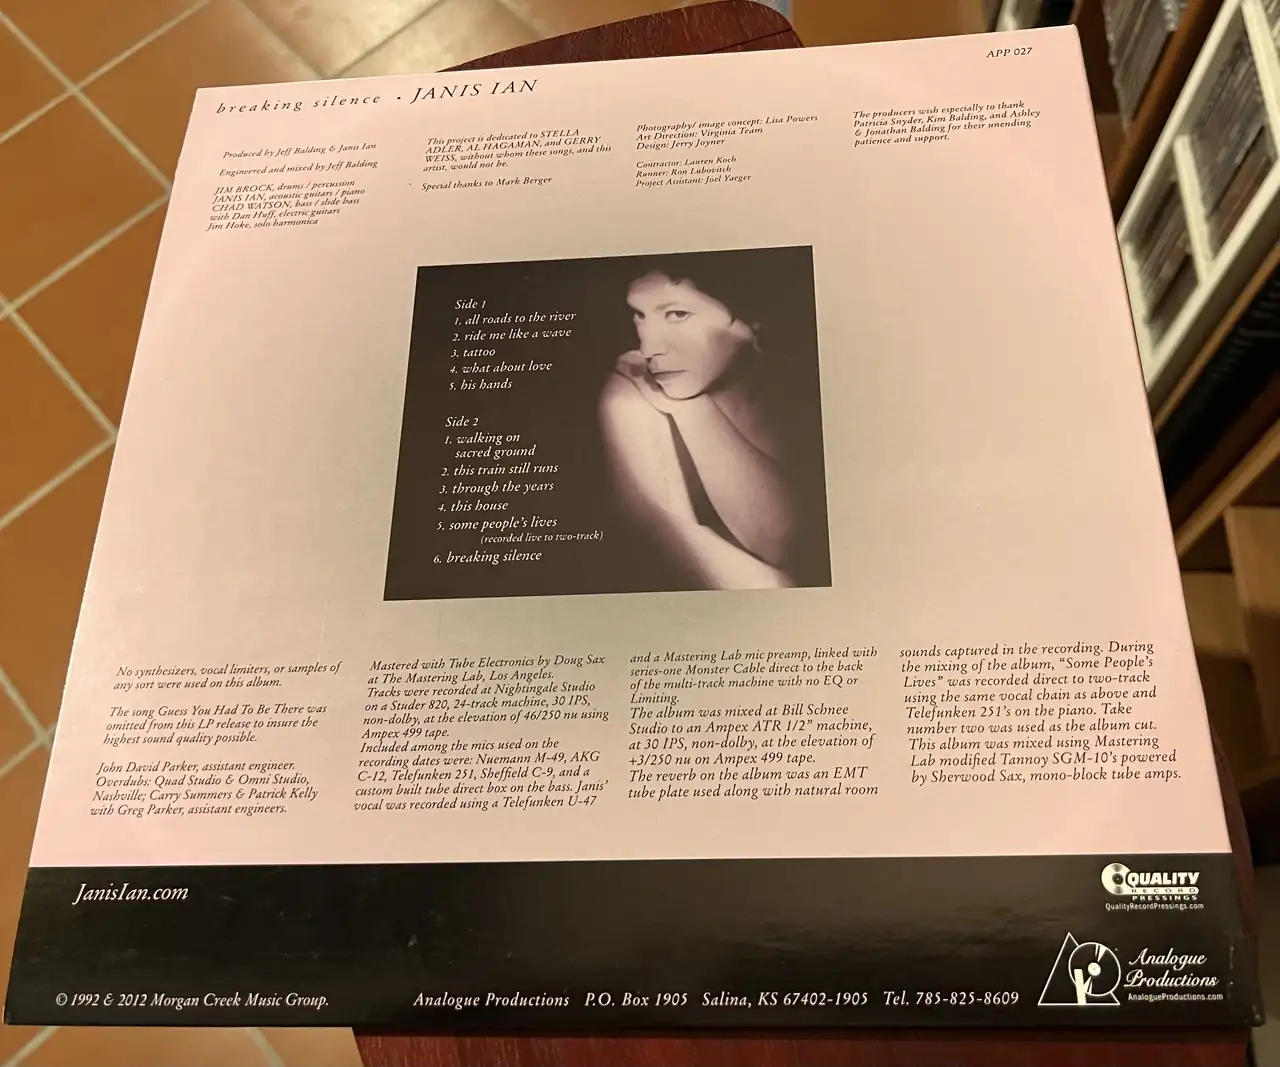 breaking silence • JANIS IAN
APP 027
Produced by Jeff Balding & Janis Ian
Engineered and mixed by Jeff Balding
JIM BROCK, drums / percussion
JANIS IAN, acoustic guitars / piano
CHAD WATSON, bass / slide bass
with Dan Huff, electric guitars
Jim Hoke, solo harmonica
This project is dedicated to STELLA
ADLER, AL HAGAMAN, and GERRY
WEISS, without whom these songs, and this
artist, would not be.
Special thanks to Mark Berger
Photography/ image concept: Lisa Powers
Art Direction: Virginia Team
Design: Jerry Joyner
Contractor: Lauren Koch
Runner: Ron Lubovitch
Project Assistant: Joel Yaeger
The producers wish especially to thank
Patricia Snyder, Kim Balding, and Ashley
& Jonathan Balding for their unending
patience and support.
Side 1
1. all roads to the river
2. ride me like a wave
3. tattoo
4. what about love
5. his hands
Side 2
1. walking on
sacred ground
2. this train still runs
3. through the years
4. this house
5. some people's lives
(recorded live to two-track)
6. breaking silence
No synthesizers, vocal limiters, or samples of
any sort were used on this album.
The song Guess You Had To Be There was
omitted from this LP release to insure the
highest sound quality possible.
John David Parker, assistant engineer.
Overdubs: Quad Studio & Omni Studio,
Nashville; Carry Summers & Patrick Kelly
with Greg Parker, assistant engineers.
Mastered with Tube Electronics by Doug Sax
at The Mastering Lab, Los Angeles.
Tracks were recorded at Nightingale Studio
on a Studer 820, 24-track machine, 30 IPS,
non-dolby, at the elevation of 46/250 nu using
Ampex 499 tape.
Included among the mics used on the
recording dates were: Nuemann M-49, AKG
C-12, Telefunken 251, Sheffield C-9, and a
custom built tube direct box on the bass. Janis'
vocal was recorded using a Telefunken U-47
and a Mastering Lab mic preamp, linked with
series-one Monster Cable direct to the back
of the multi-track machine with no EQ or
Limiting.
The album was mixed at Bill Schnee
Studio to an Ampex ATR 1/2" machine,
at 30 IPS, non-dolby, at the elevation of
+3/250 nu on Ampex 499 tape.
The reverb on the album was an EMT
tube plate used along with natural room
sounds captured in the recording. During
the mixing of the album, "Some People's
Lives" was recorded direct to two-track
using the same vocal chain as above and
Telefunken 251's on the piano. Take
number two was used as the album cut.
This album was mixed using Mastering
Lab modified Tannoy SGM-10's powered
by Sherwood Sax, mono-block tube amps.
JanisIan.com
QUALITY
RECORD
PRESSINGS
QualityRecordPressings.com
Analogue
Productions
AnalogueProductions.com
© 1992 & 2012 Morgan Creek Music Group.
Analogue Productions P.O. Box 1905 Salina, KS 67402-1905 Tel. 785-825-8609